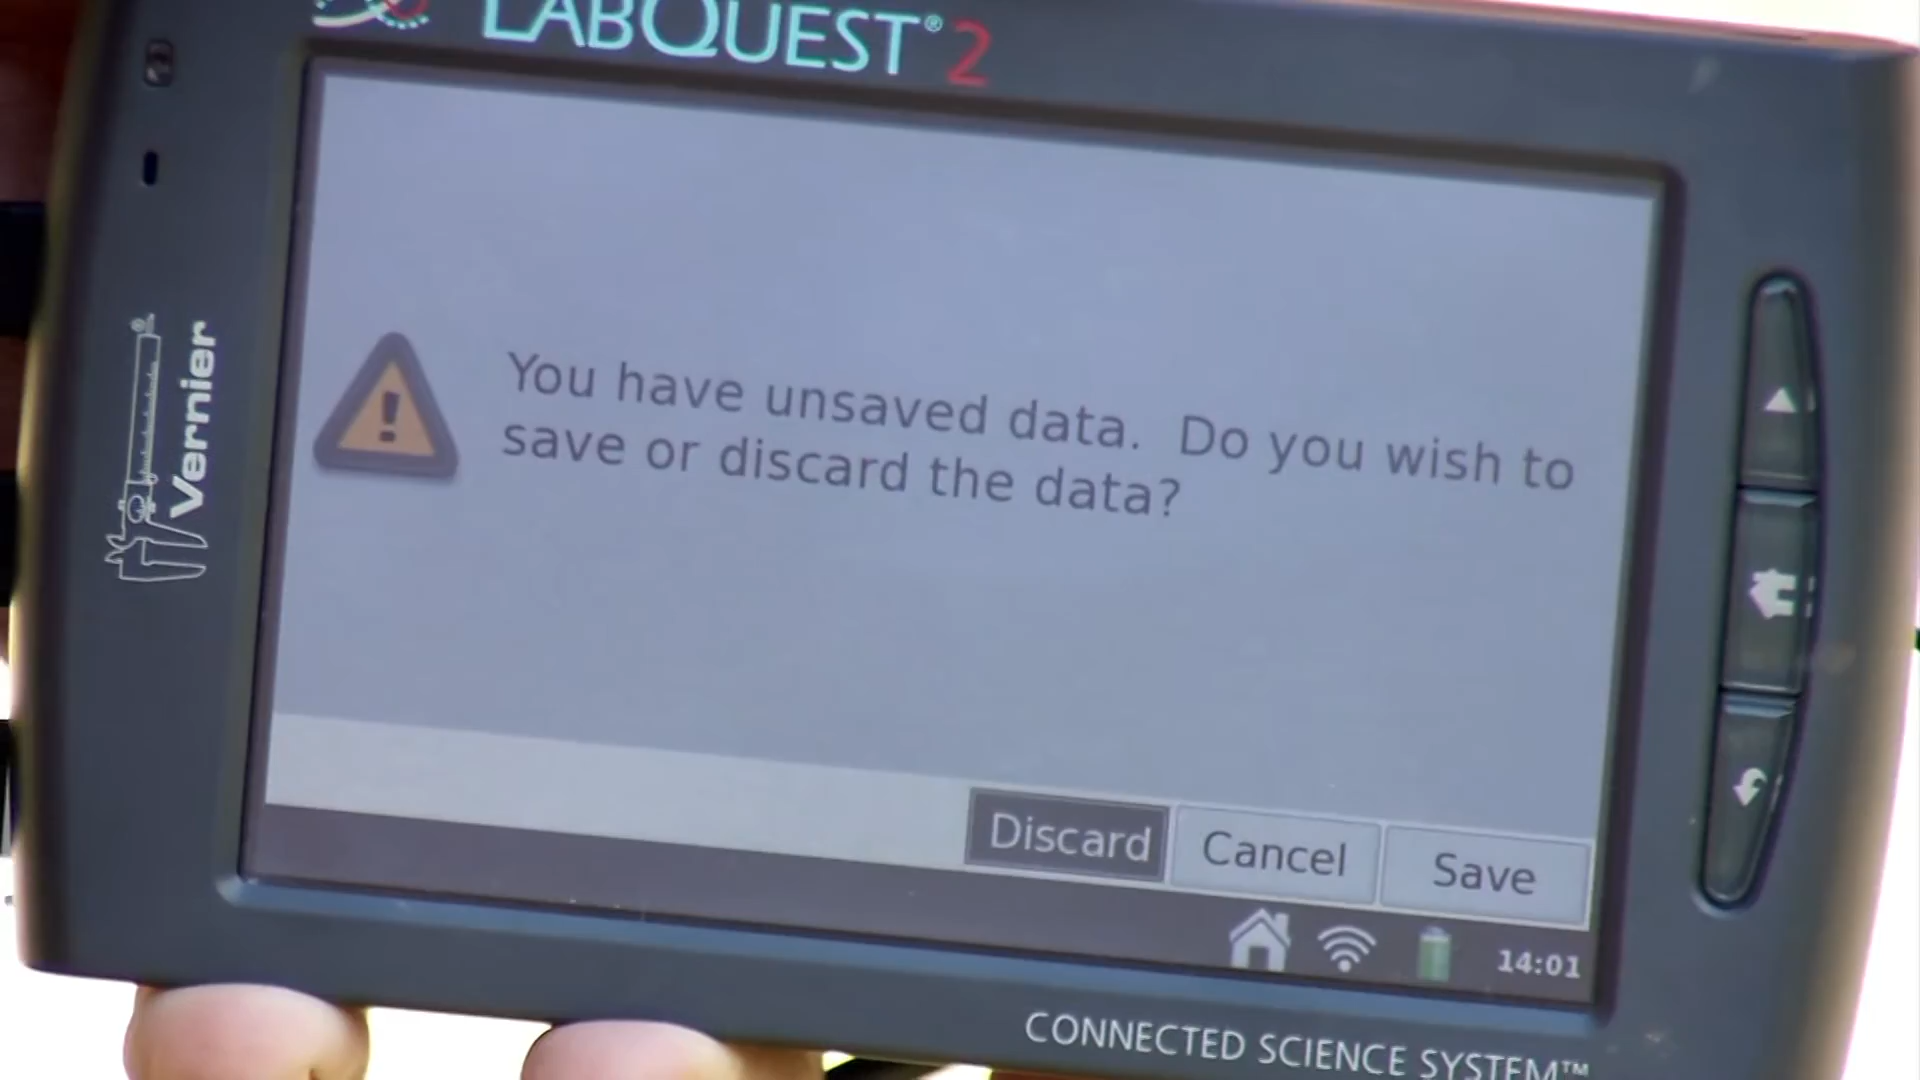 LABQUEST® 2
Vernier®
You have unsaved data. Do you wish to
save or discard the data?
Discard Cancel Save
14:01
CONNECTED SCIENCE SYSTEM™